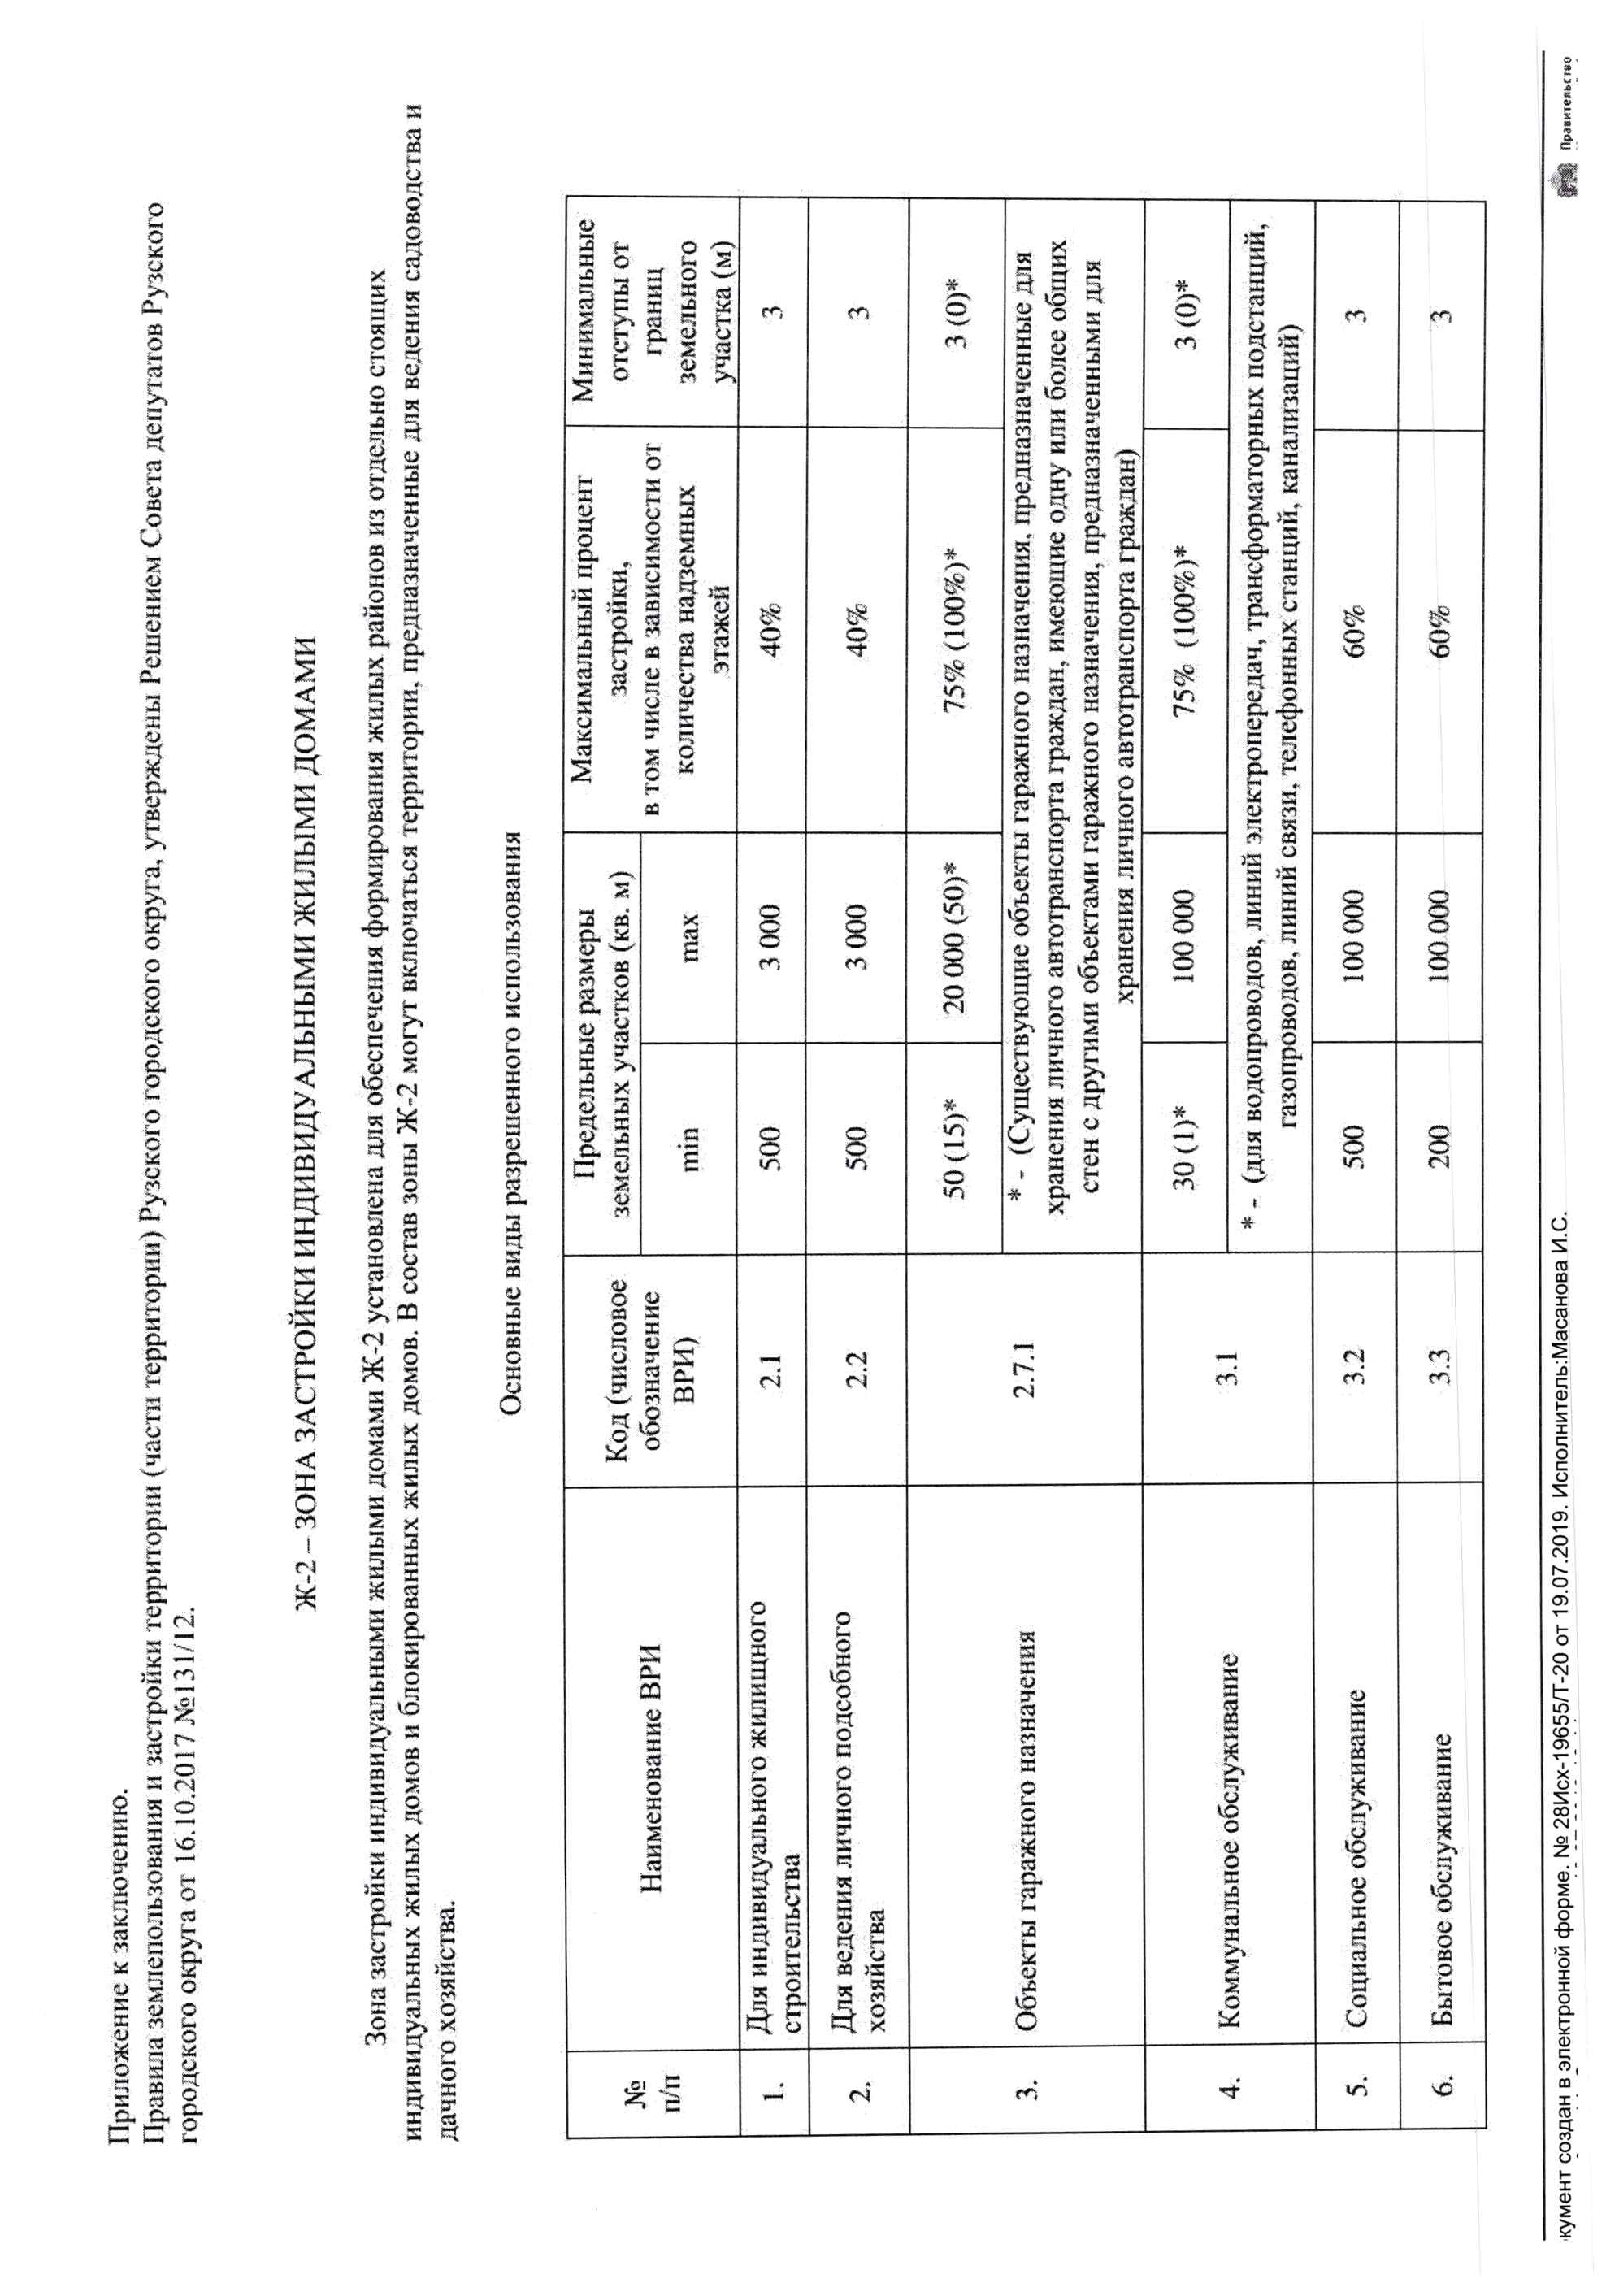 Приложение к заключению.
Правила землепользования и застройки территории (части территории) Рузского городского округа, утверждены Решением Совета депутатов Рузского
городского округа от 16.10.2017 №131/12.
Ж-2 – ЗОНА ЗАСТРОЙКИ ИНДИВИДУАЛЬНЫМИ ЖИЛЫМИ ДОМАМИ
Зона застройки индивидуальными жилыми домами Ж-2 установлена для обеспечения формирования жилых районов из отдельно стоящих
индивидуальных жилых домов и блокированных жилых домов. В состав зоны Ж-2 могут включаться территории, предназначенные для ведения садоводства и
дачного хозяйства.
Основные виды разрешенного использования
№
п/п
Наименование ВРИ
Код (числовое
обозначение
ВРИ)
Предельные размеры
земельных участков (кв. м)
min
max
Максимальный процент
застройки,
в том числе в зависимости от
количества надземных
этажей
Минимальные
отступы от
границ
земельного
участка (м)
1.
Для индивидуального жилищного
строительства
2.1
500
3 000
40%
3
2.
Для ведения личного подсобного
хозяйства
2.2
500
3 000
40%
3
3.
Объекты гаражного назначения
2.7.1
50 (15)*
20 000 (50)*
75% (100%)*
3 (0)*
* - (Существующие объекты гаражного назначения, предназначенные для
хранения личного автотранспорта граждан, имеющие одну или более общих
стен с другими объектами гаражного назначения, предназначенными для
хранения личного автотранспорта граждан)
4.
Коммунальное обслуживание
3.1
30 (1)*
100 000
75% (100%)*
3 (0)*
* - (для водопроводов, линий электропередач, трансформаторных подстанций,
газопроводов, линий связи, телефонных станций, канализаций)
5.
Социальное обслуживание
3.2
500
100 000
60%
3
6.
Бытовое обслуживание
3.3
200
100 000
60%
3
кумент создан в электронной форме. № 28Исх-19655/Т-20 от 19.07.2019. Исполнитель:Масанова И.С.
Правительство